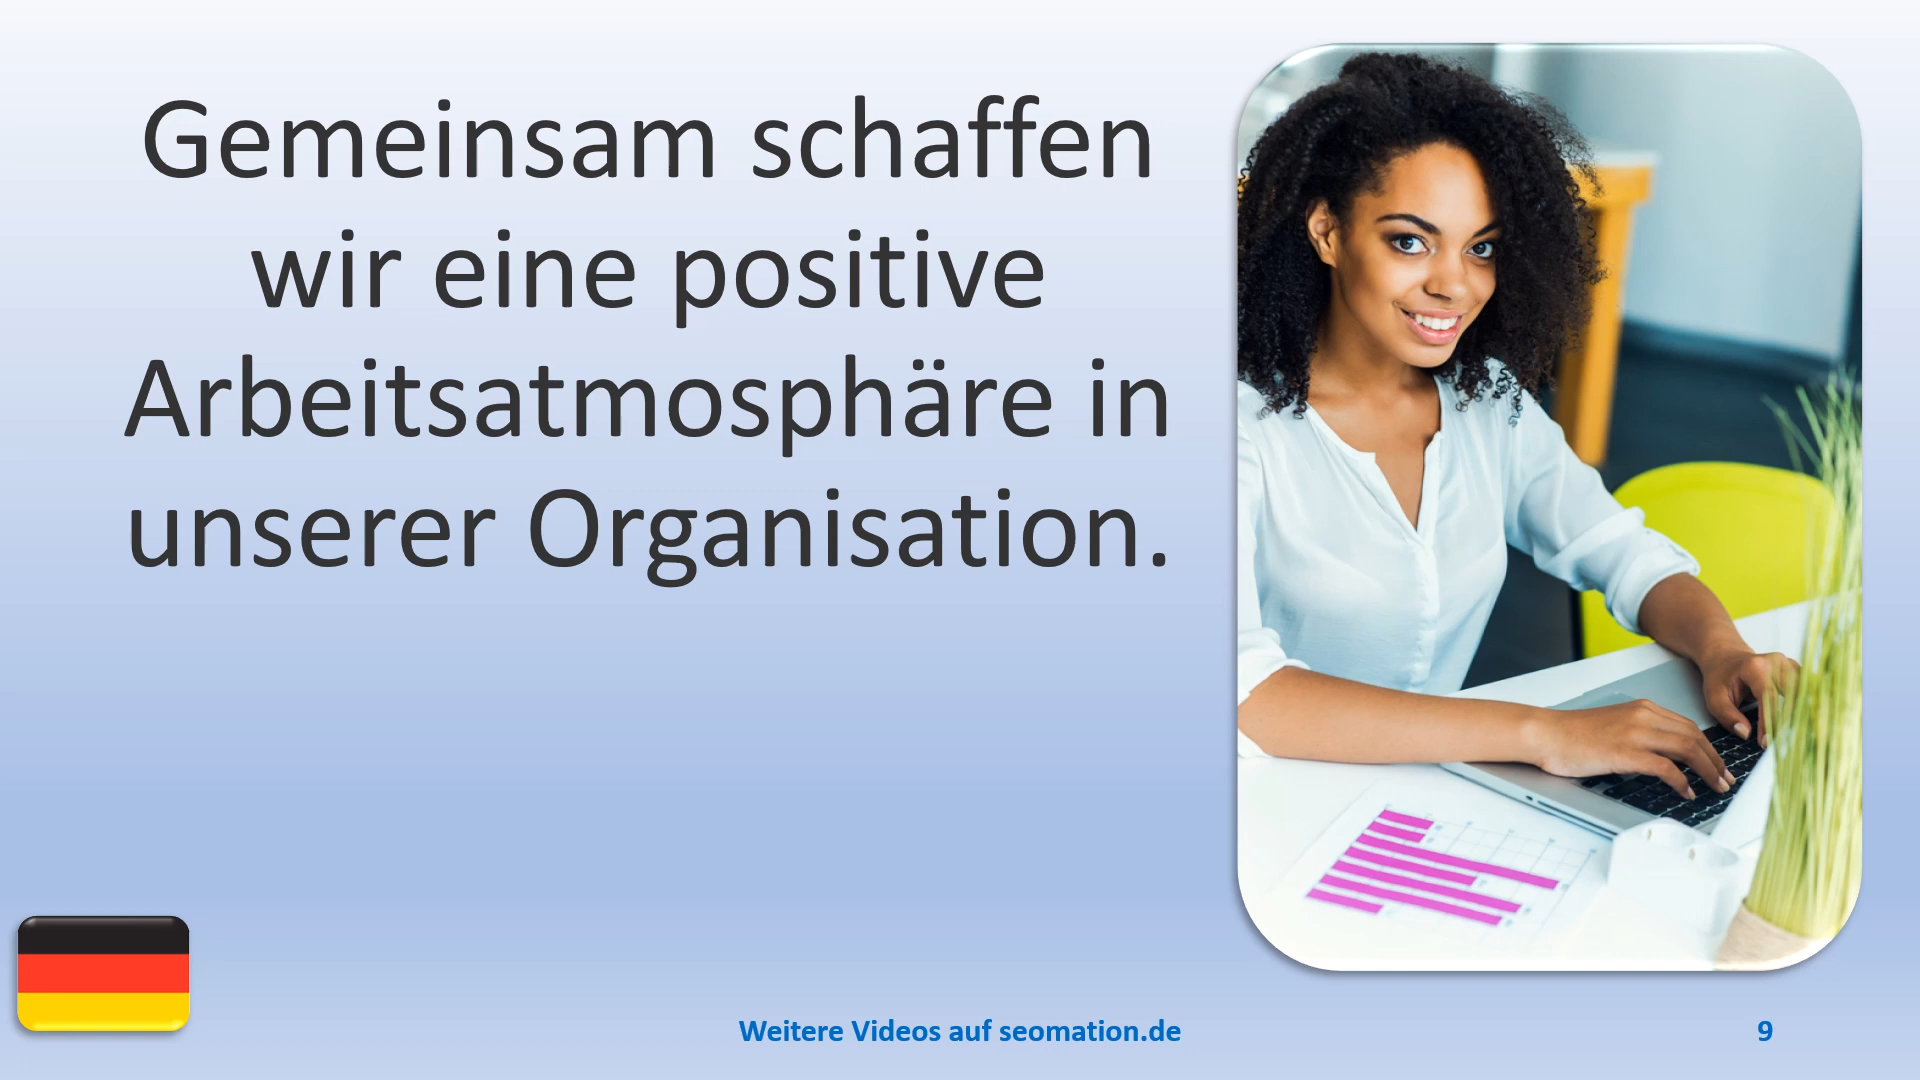 Gemeinsam schaffen
wir eine positive
Arbeitsatmosphäre in
unserer Organisation.
Weitere Videos auf seomation.de
9